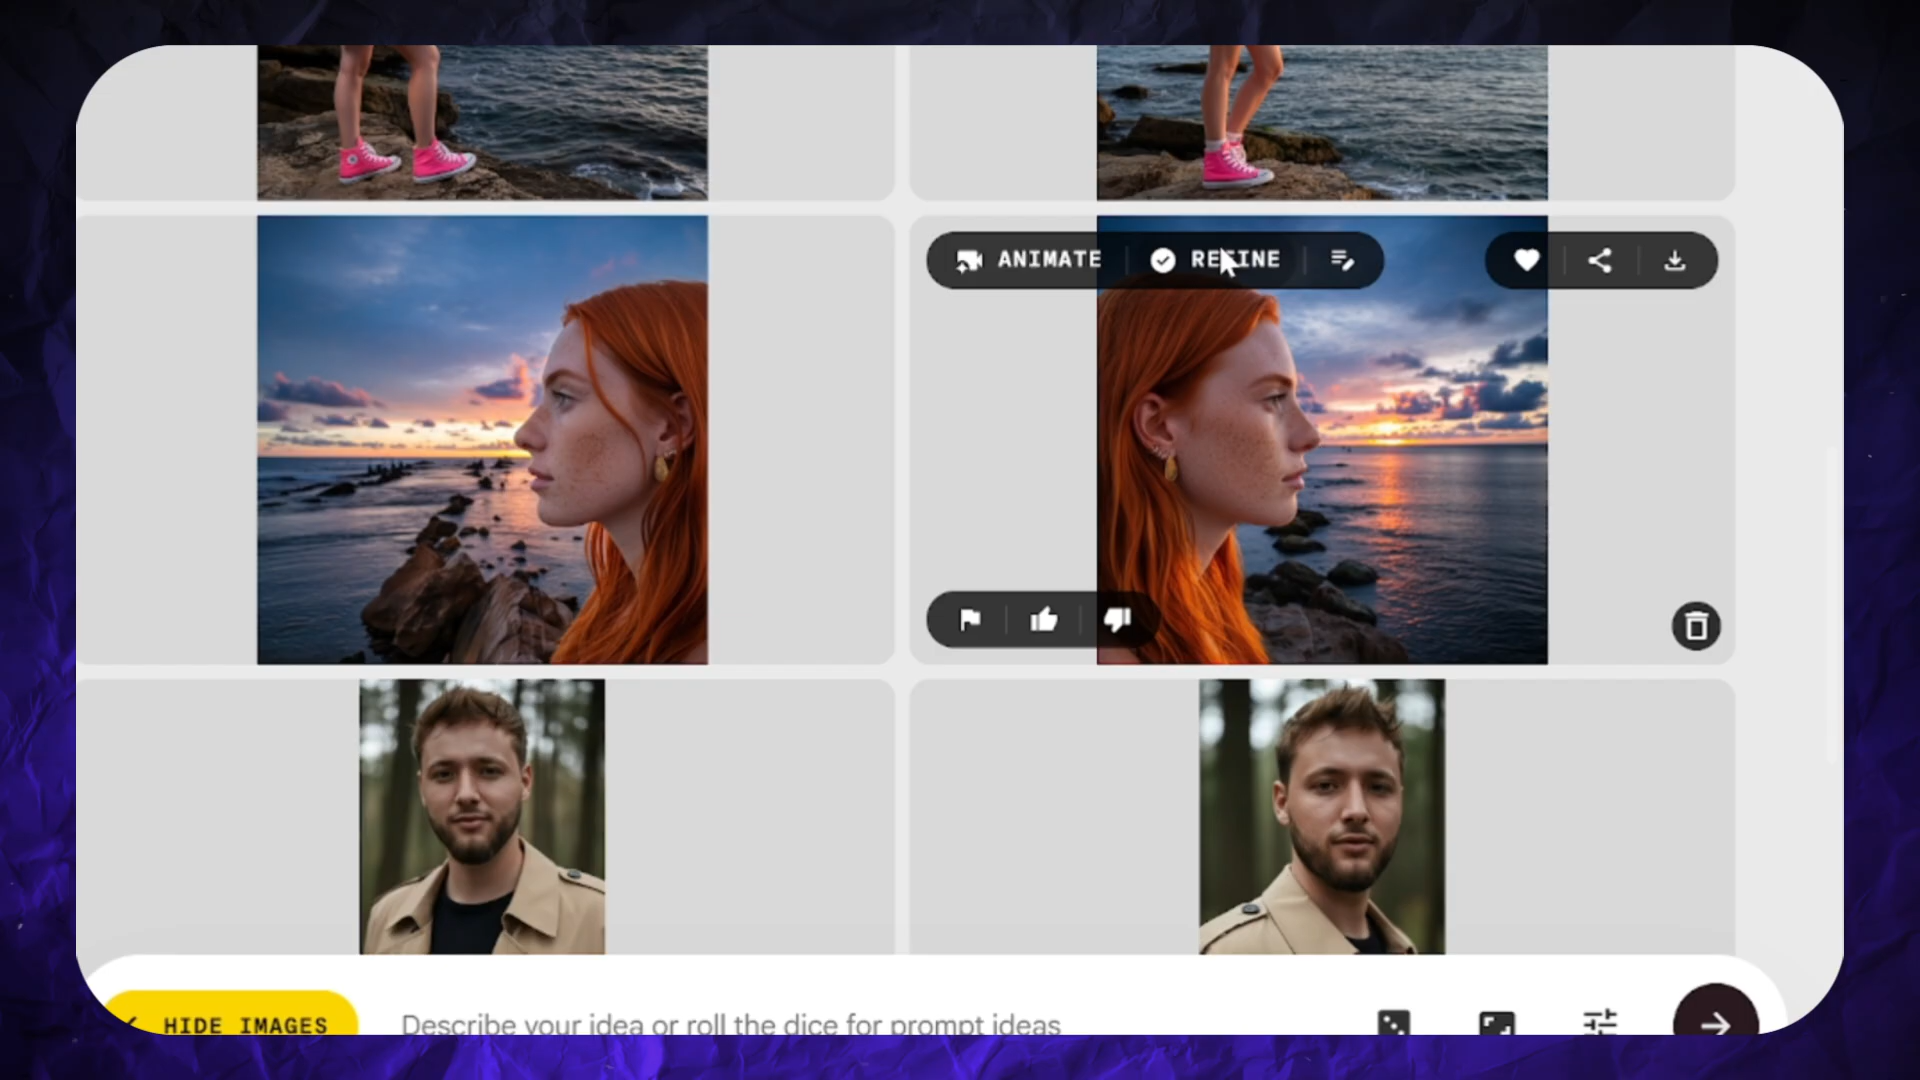 ANIMATE
REFINE
HIDE IMAGES
Describe your idea or roll the dice for prompt ideas